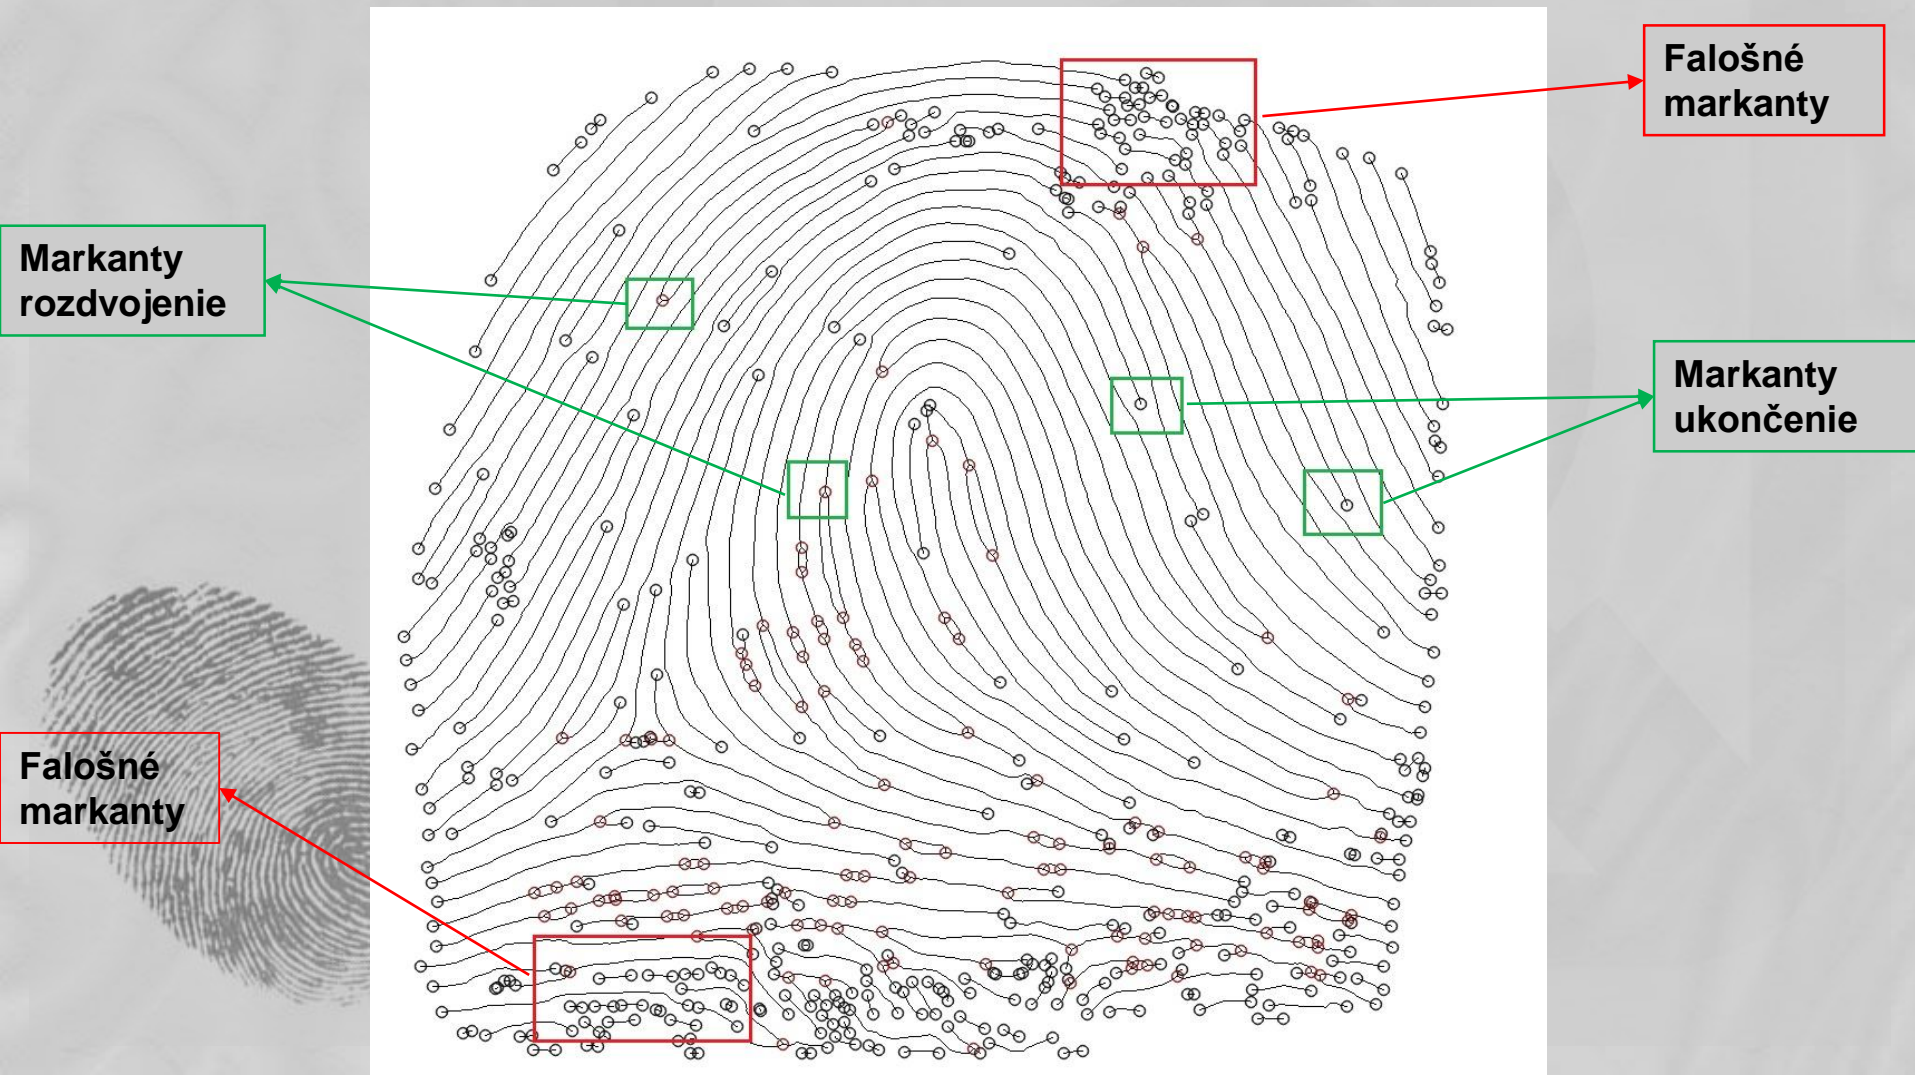 Falošné
markanty
Markanty
rozdvojenie
Markanty
ukončenie
Falošné
markanty